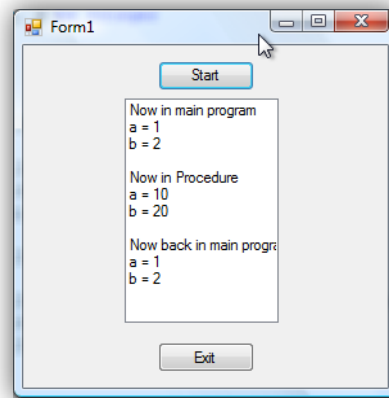 Form1
Start
Now in main program
a = 1
b = 2
Now in Procedure
a = 10
b = 20
Now back in main progra
a = 1
b = 2
Exit